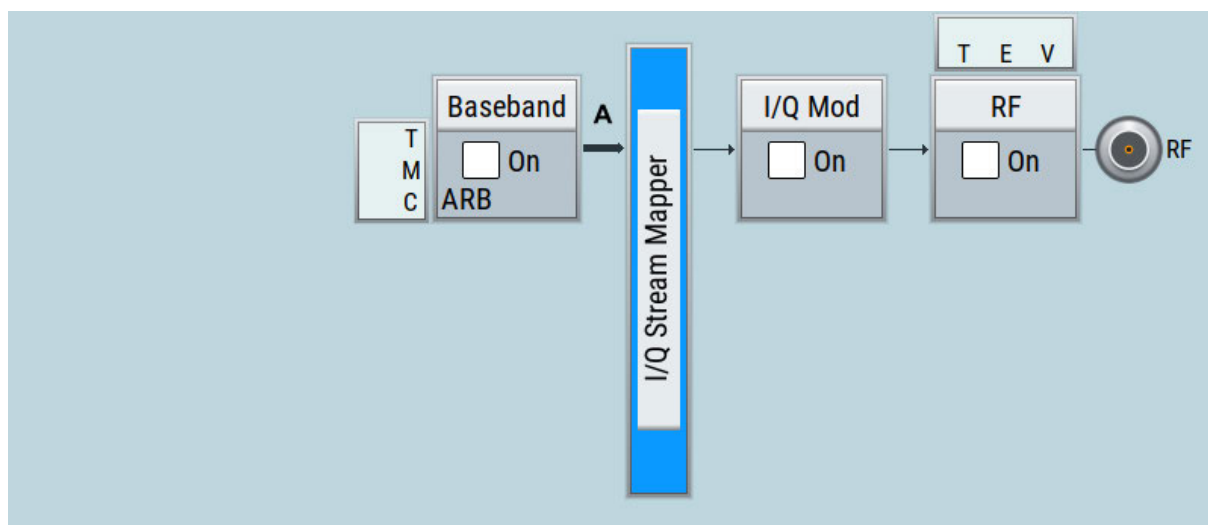 T E V
Baseband
A
I/Q Mod
RF
T
M
C
On
On
On
RF
ARB
I/Q Stream Mapper